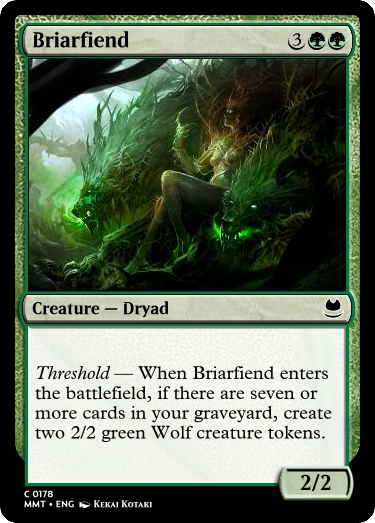 Briarfiend 3
Creature — Dryad
Threshold — When Briarfiend enters
the battlefield, if there are seven or
more cards in your graveyard, create
two 2/2 green Wolf creature tokens.
2/2
C 0178
MMT • ENG Kekai Kotaki